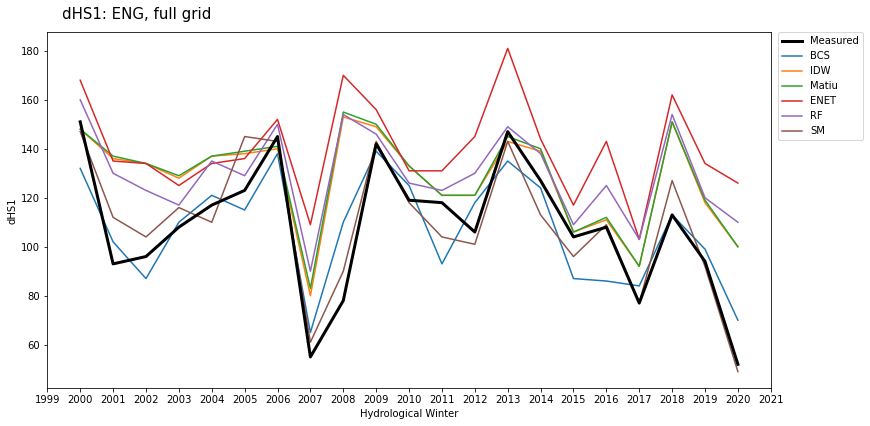 dHS1: ENG, full grid
Measured
BCS
IDW
Matiu
ENET
RF
SM
180
160
140
120
100
80
60
dHS1
1999 2000 2001 2002 2003 2004 2005 2006 2007 2008 2009 2010 2011 2012 2013 2014 2015 2016 2017 2018 2019 2020 2021
Hydrological Winter